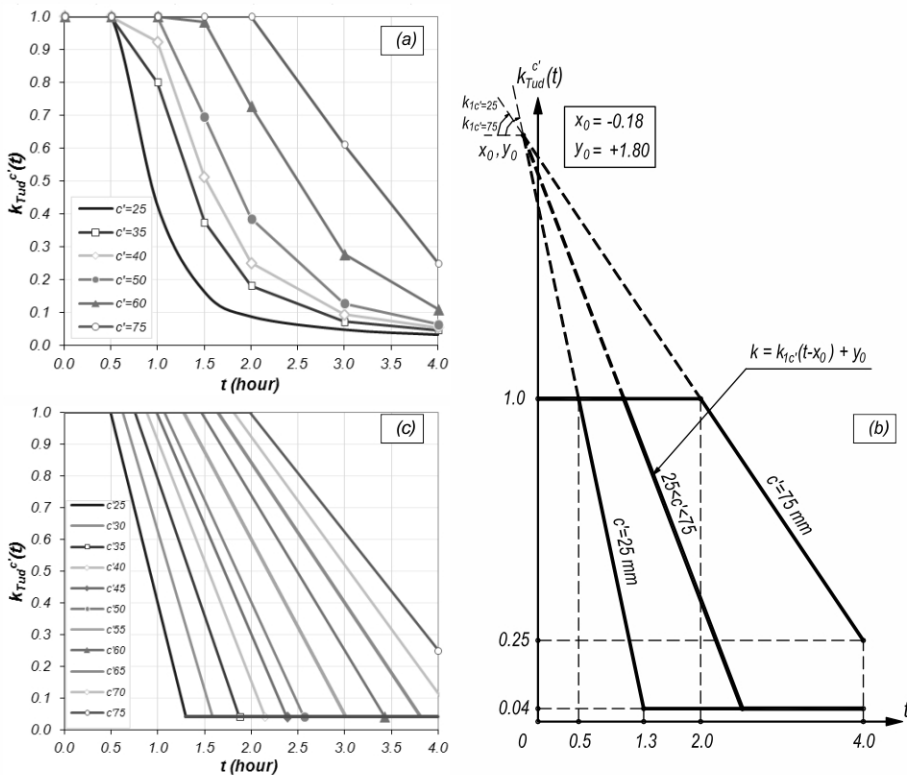 (a)
k_Tud^c'(t)
1.0
0.9
0.8
0.7
0.6
0.5
0.4
0.3
0.2
0.1
0.0
c'=25
c'=35
c'=40
c'=50
c'=60
c'=75
0.0 0.5 1.0 1.5 2.0 2.5 3.0 3.5 4.0
t (hour)
(c)
k_Tud^c'(t)
1.0
0.9
0.8
0.7
0.6
0.5
0.4
0.3
0.2
0.1
0.0
c'25
c'30
c'35
c'40
c'45
c'50
c'55
c'60
c'65
c'70
c'75
0.0 0.5 1.0 1.5 2.0 2.5 3.0 3.5 4.0
t (hour)
k_Tud^c'(t)
k_1c'=25
k_1c'=75
x₀, y₀
x₀ = -0.18
y₀ = +1.80
k = k_1c'(t-x₀) + y₀
1.0
(b)
c'=25 mm
25<c'<75
c'=75 mm
0.25
0.04
t
0 0.5 1.3 2.0 4.0